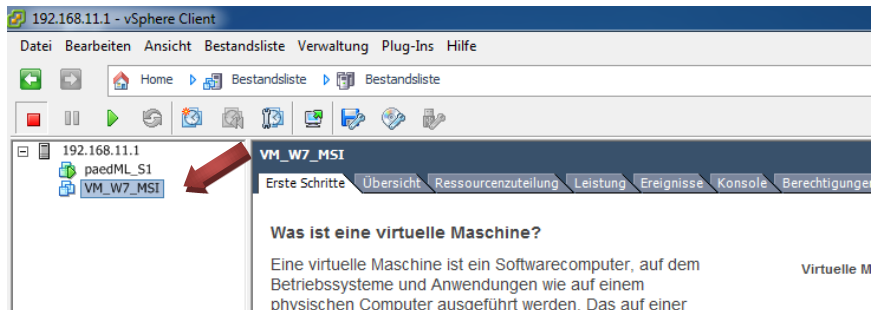 192.168.11.1 - vSphere Client
Datei Bearbeiten Ansicht Bestandsliste Verwaltung Plug-Ins Hilfe
Home Bestandsliste Bestandsliste
192.168.11.1
paedML_S1
VM_W7_MSI
VM_W7_MSI
Erste Schritte Übersicht Ressourcenzuteilung Leistung Ereignisse Konsole Berechtigungen
Was ist eine virtuelle Maschine?
Eine virtuelle Maschine ist ein Softwarecomputer, auf dem
Betriebssysteme und Anwendungen wie auf einem
physischen Computer ausgeführt werden. Das auf einer
Virtuelle M